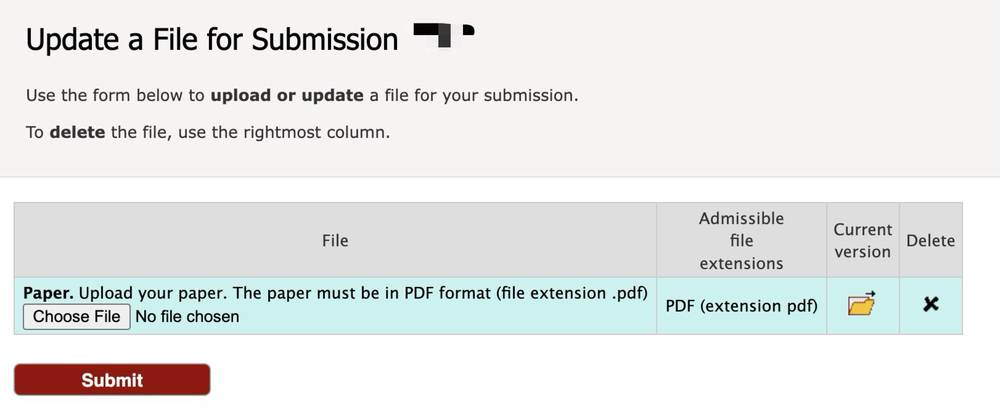 Update a File for Submission
Use the form below to upload or update a file for your submission.
To delete the file, use the rightmost column.
File
Admissible
file
extensions
Current
version
Delete
Paper. Upload your paper. The paper must be in PDF format (file extension .pdf)
Choose File No file chosen
PDF (extension pdf)
Submit